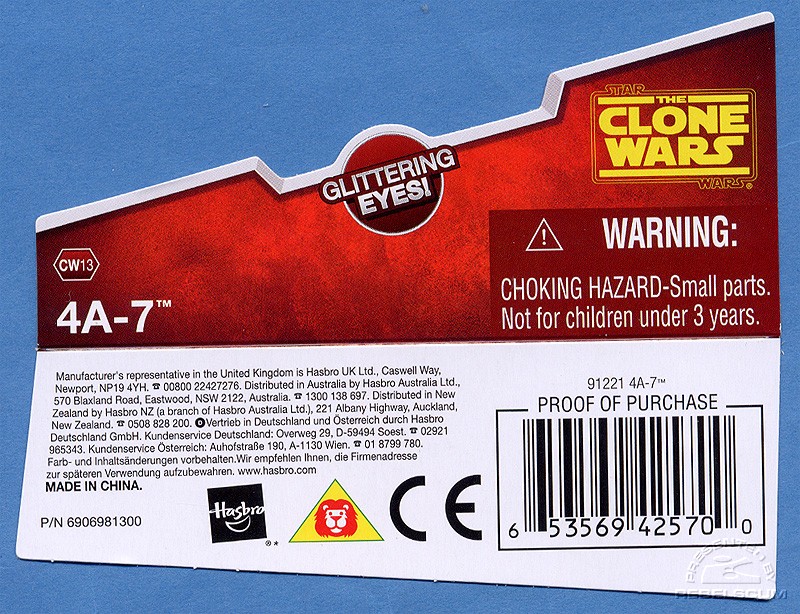 STAR
THE
CLONE
WARS
WARS®
GLITTERING
EYES!
CW13
4A-7™
WARNING:
CHOKING HAZARD-Small parts.
Not for children under 3 years.
Manufacturer's representative in the United Kingdom is Hasbro UK Ltd., Caswell Way,
Newport, NP19 4YH. ☎ 00800 22427276. Distributed in Australia by Hasbro Australia Ltd.,
570 Blaxland Road, Eastwood, NSW 2122, Australia. ☎ 1300 138 697. Distributed in New
Zealand by Hasbro NZ (a branch of Hasbro Australia Ltd.), 221 Albany Highway, Auckland,
New Zealand. ☎ 0508 828 200. DVertrieb in Deutschland und Österreich durch Hasbro
Deutschland GmbH. Kundenservice Deutschland: Overweg 29, D-59494 Soest. ☎ 02921
965343. Kundenservice Österreich: Auhofstraße 190, A-1130 Wien. ☎ 01 8799 780.
Farb- und Inhaltsänderungen vorbehalten.Wir empfehlen Ihnen, die Firmenadresse
zur späteren Verwendung aufzubewahren. www.hasbro.com
MADE IN CHINA.
P/N 6906981300
Hasbro
®*
CE
91221 4A-7™
PROOF OF PURCHASE
6 53569 42570 0
PRESENTED BY
REBELSCUM